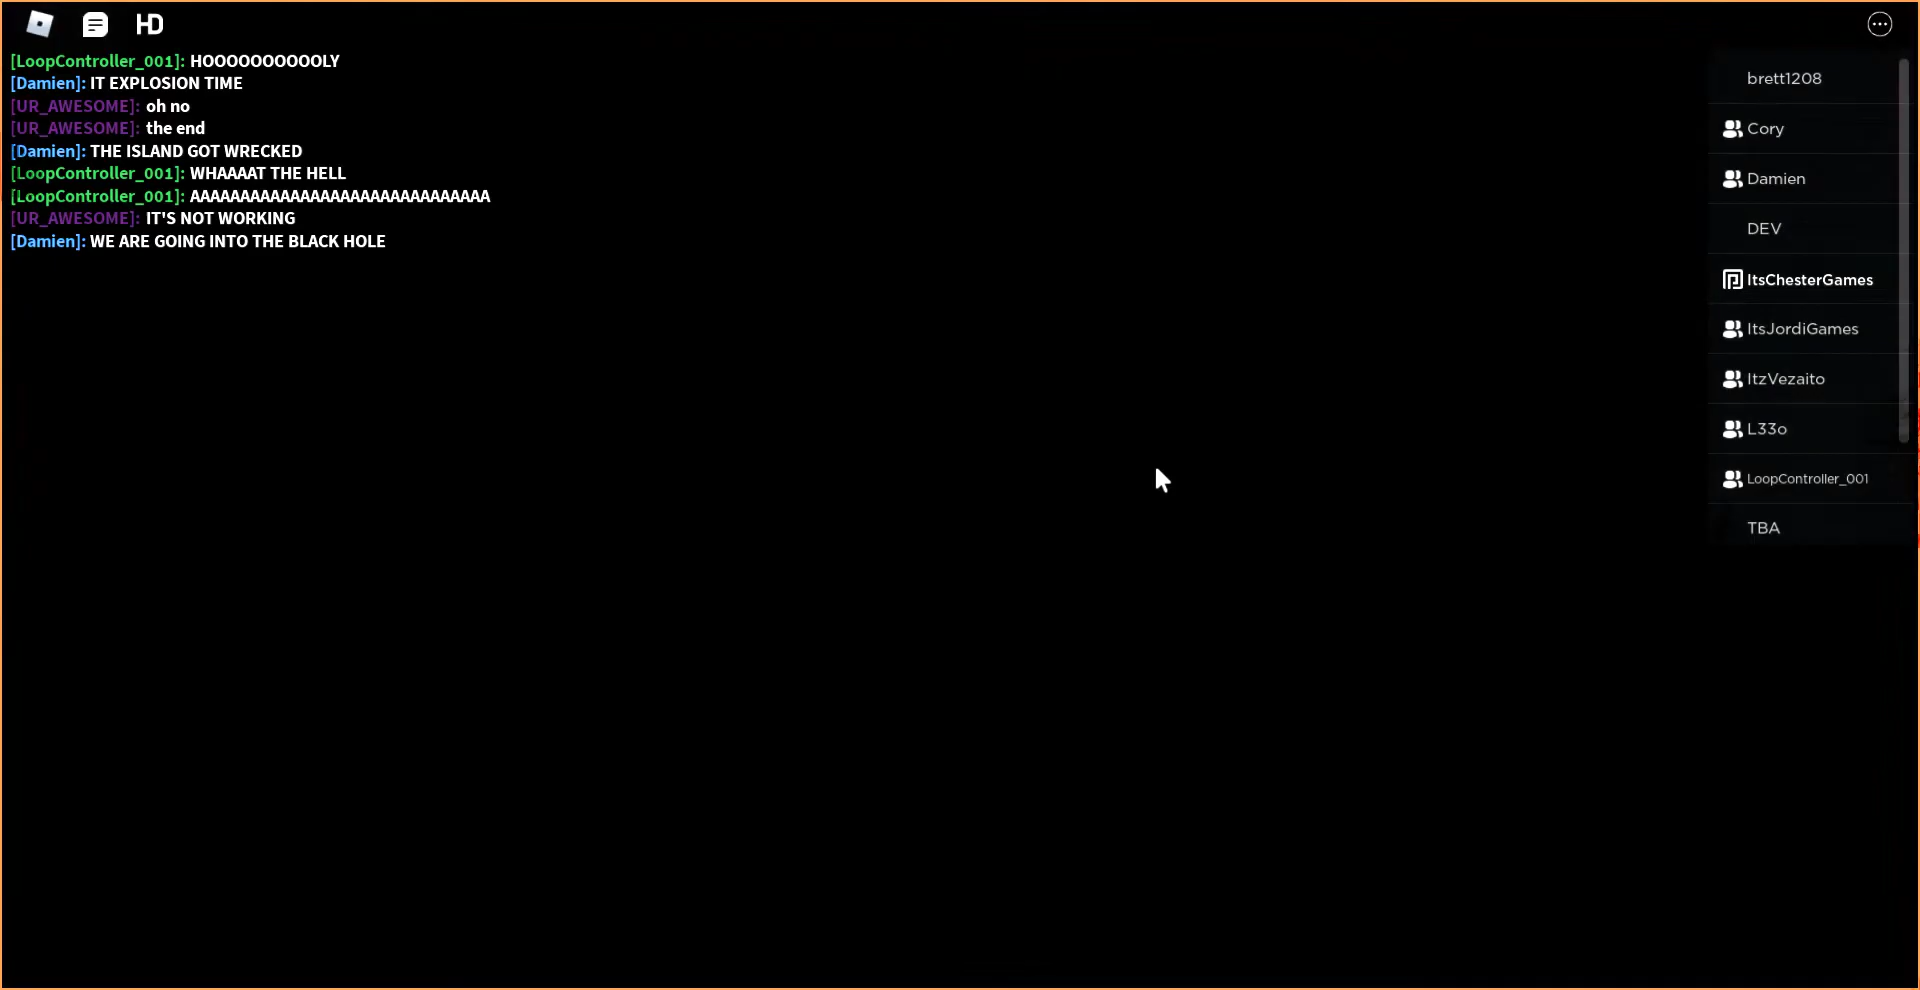 HD
[LoopController_001]: HOOOOOOOOOOLY
[Damien]: IT EXPLOSION TIME
[UR_AWESOME]: oh no
[UR_AWESOME]: the end
[Damien]: THE ISLAND GOT WRECKED
[LoopController_001]: WHAAAAT THE HELL
[LoopController_001]: AAAAAAAAAAAAAAAAAAAAAAAAAAAAAA
[UR_AWESOME]: IT'S NOT WORKING
[Damien]: WE ARE GOING INTO THE BLACK HOLE
brett1208
Cory
Damien
DEV
ItsChesterGames
ItsJordiGames
ItzVezaito
L33o
LoopController_001
TBA